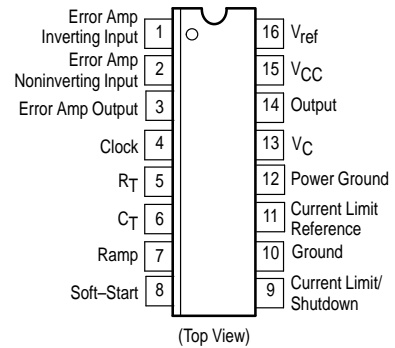 Error Amp
Inverting Input 1
Error Amp
Noninverting Input 2
Error Amp Output 3
Clock 4
RT 5
CT 6
Ramp 7
Soft–Start 8
16 Vref
15 VCC
14 Output
13 VC
12 Power Ground
11 Current Limit
Reference
10 Ground
9 Current Limit/
Shutdown
(Top View)